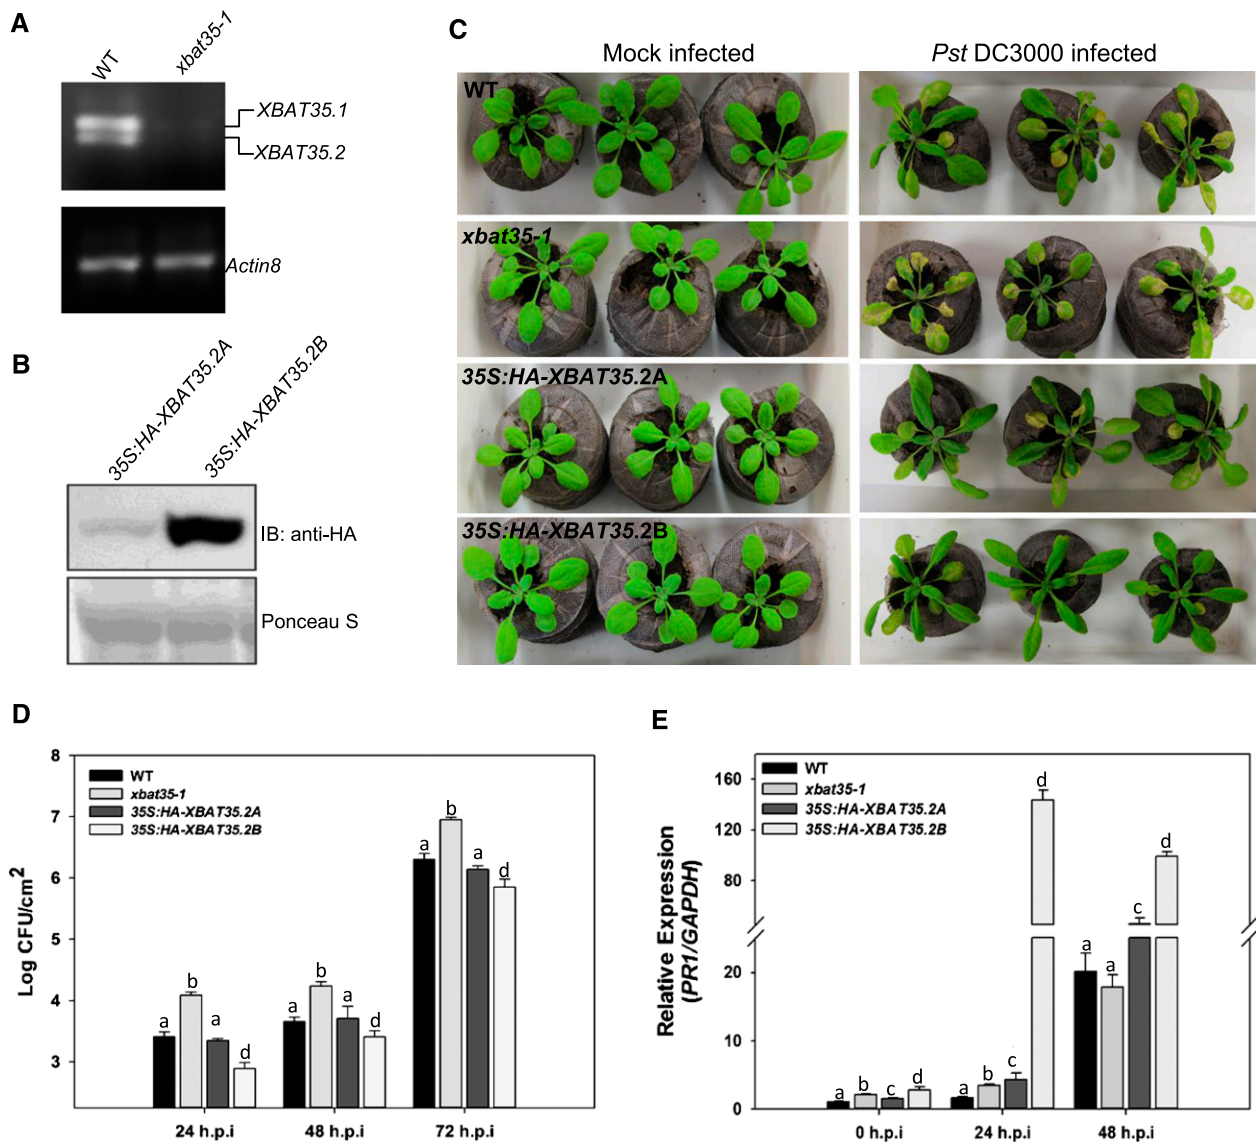 A
WT
xbat35-1
XBAT35.1
XBAT35.2
Actin8
B
35S:HA-XBAT35.2A
35S:HA-XBAT35.2B
IB: anti-HA
Ponceau S
C
Mock infected
Pst DC3000 infected
WT
xbat35-1
35S:HA-XBAT35.2A
35S:HA-XBAT35.2B
D
Log CFU/cm2
8
7
6
5
4
3
WT
xbat35-1
35S:HA-XBAT35.2A
35S:HA-XBAT35.2B
a b a d
a b a d
a b a d
24 h.p.i 48 h.p.i 72 h.p.i
E
Relative Expression
(PR1/GAPDH)
160
120
80
20
10
0
WT
xbat35-1
35S:HA-XBAT35.2A
35S:HA-XBAT35.2B
a b c d
a b c d
a a c d
0 h.p.i 24 h.p.i 48 h.p.i